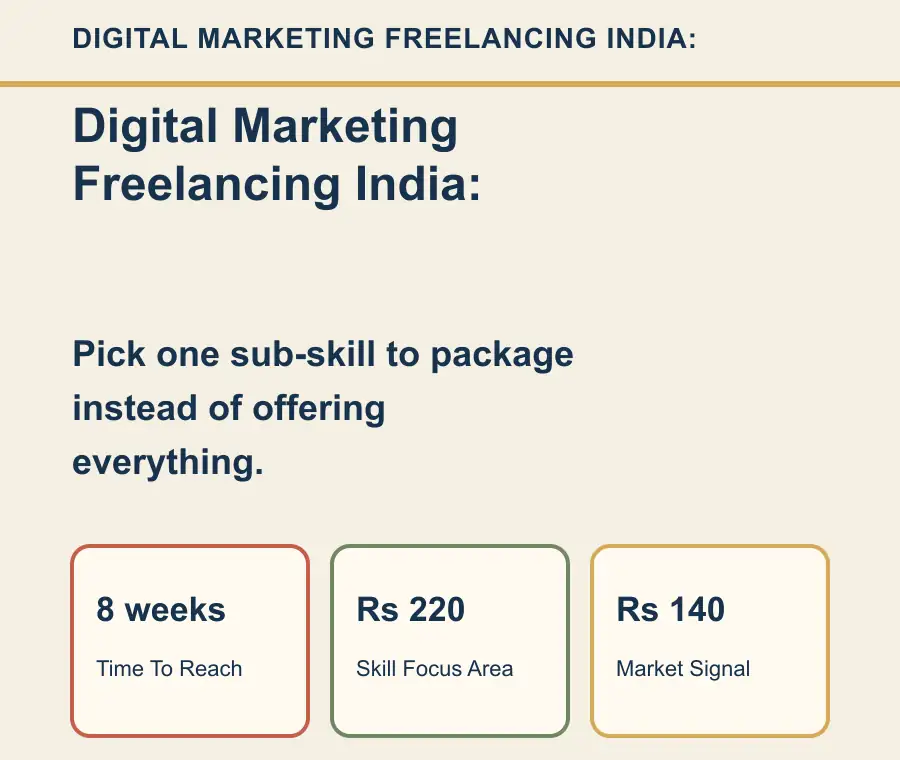 DIGITAL MARKETING FREELANCING INDIA:
Digital Marketing
Freelancing India:
Pick one sub-skill to package
instead of offering
everything.
8 weeks
Time To Reach
Rs 220
Skill Focus Area
Rs 140
Market Signal